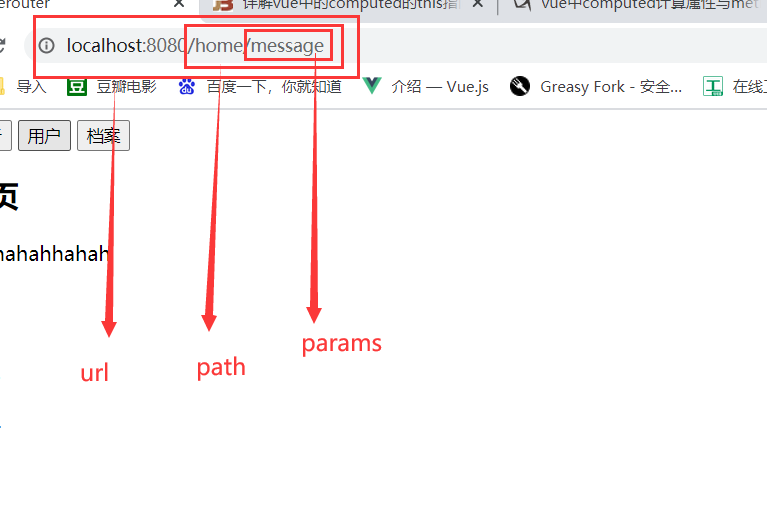 erouter
详解vue中的computed的this指
vue中computed计算属性与met
localhost:8080/home/message
导入 豆瓣电影 百度一下,你就知道 介绍 — Vue.js Greasy Fork - 安全... 在线
用户 档案
页
hahahhahah
url
path
params